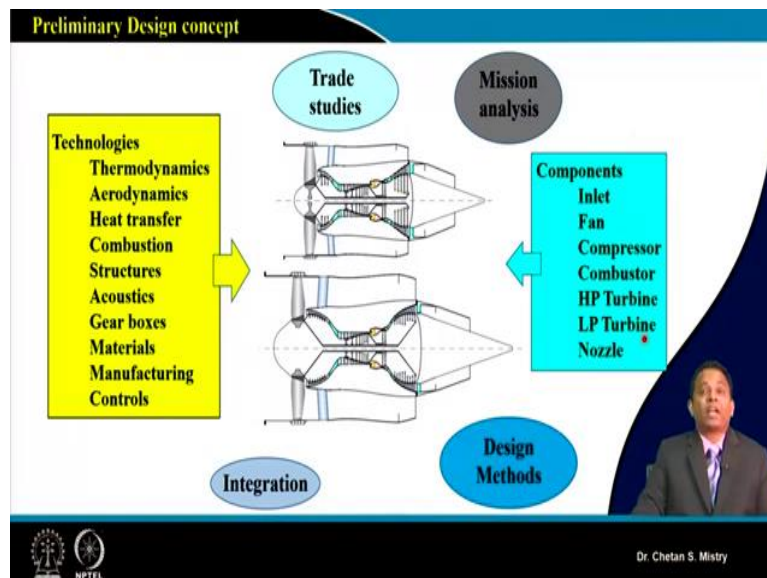 Preliminary Design concept
Trade
studies
Mission
analysis
Technologies
Thermodynamics
Aerodynamics
Heat transfer
Combustion
Structures
Acoustics
Gear boxes
Materials
Manufacturing
Controls
Components
Inlet
Fan
Compressor
Combustor
HP Turbine
LP Turbine
Nozzle
Integration
Design
Methods
NPTEL
Dr. Chetan S. Mistry